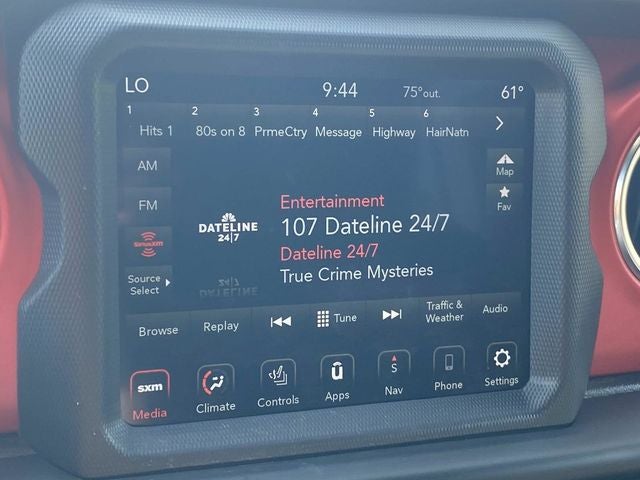 LO 9:44 75°out. 61°
1 2 3 4 5 6
Hits 1 80s on 8 PrmeCtry Message Highway HairNatn
AM
Map
FM
Fav
SiriusXM
Source
Select
DATELINE
24|7
Entertainment
107 Dateline 24/7
Dateline 24/7
True Crime Mysteries
Browse Replay Tune Traffic &
Weather Audio
sxm
Media Climate Controls Apps
S
Nav Phone Settings